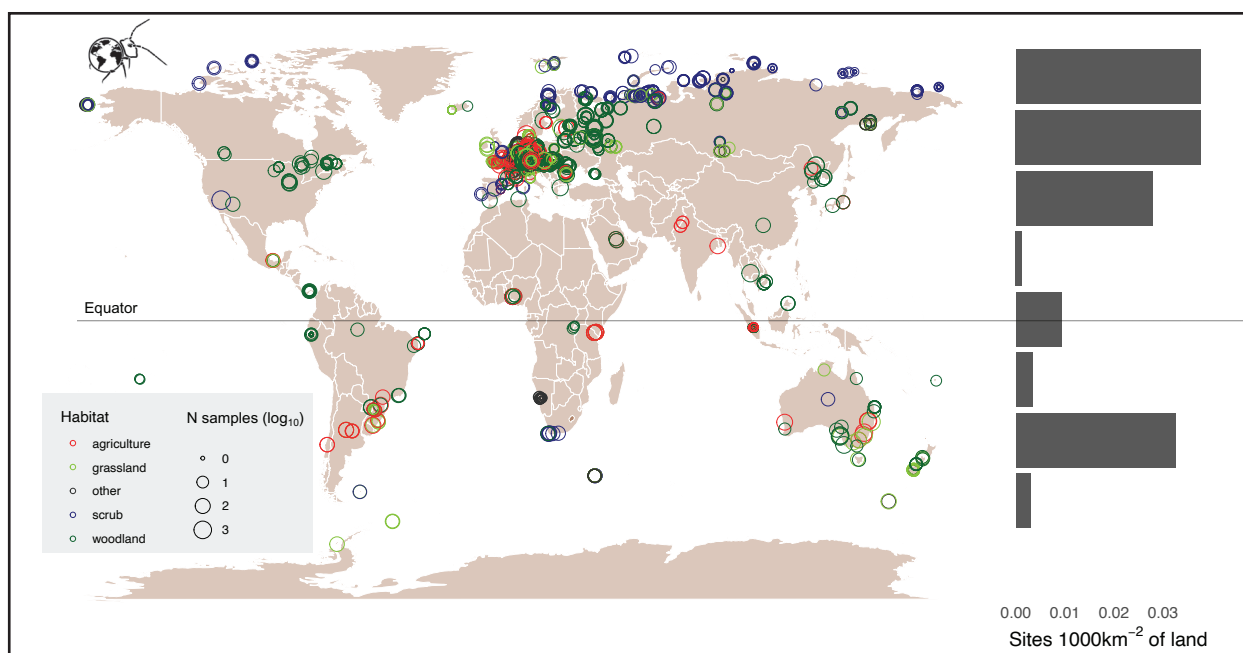 Equator
Habitat
agriculture
grassland
other
scrub
woodland
N samples (log₁₀)
0
1
2
3
0.00 0.01 0.02 0.03
Sites 1000km⁻² of land